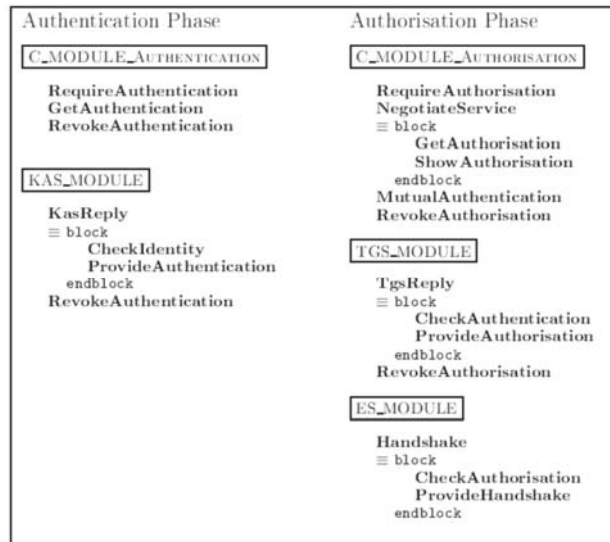 Authentication Phase
C_MODULE_AUTHENTICATION
RequireAuthentication
GetAuthentication
RevokeAuthentication
KAS_MODULE
KasReply
≡ block
CheckIdentity
ProvideAuthentication
endblock
RevokeAuthentication
Authorisation Phase
C_MODULE_AUTHORISATION
RequireAuthorisation
NegotiateService
≡ block
GetAuthorisation
ShowAuthorisation
endblock
MutualAuthentication
RevokeAuthorisation
TGS_MODULE
TgsReply
≡ block
CheckAuthentication
ProvideAuthorisation
endblock
RevokeAuthorisation
ES_MODULE
Handshake
≡ block
CheckAuthorisation
ProvideHandshake
endblock